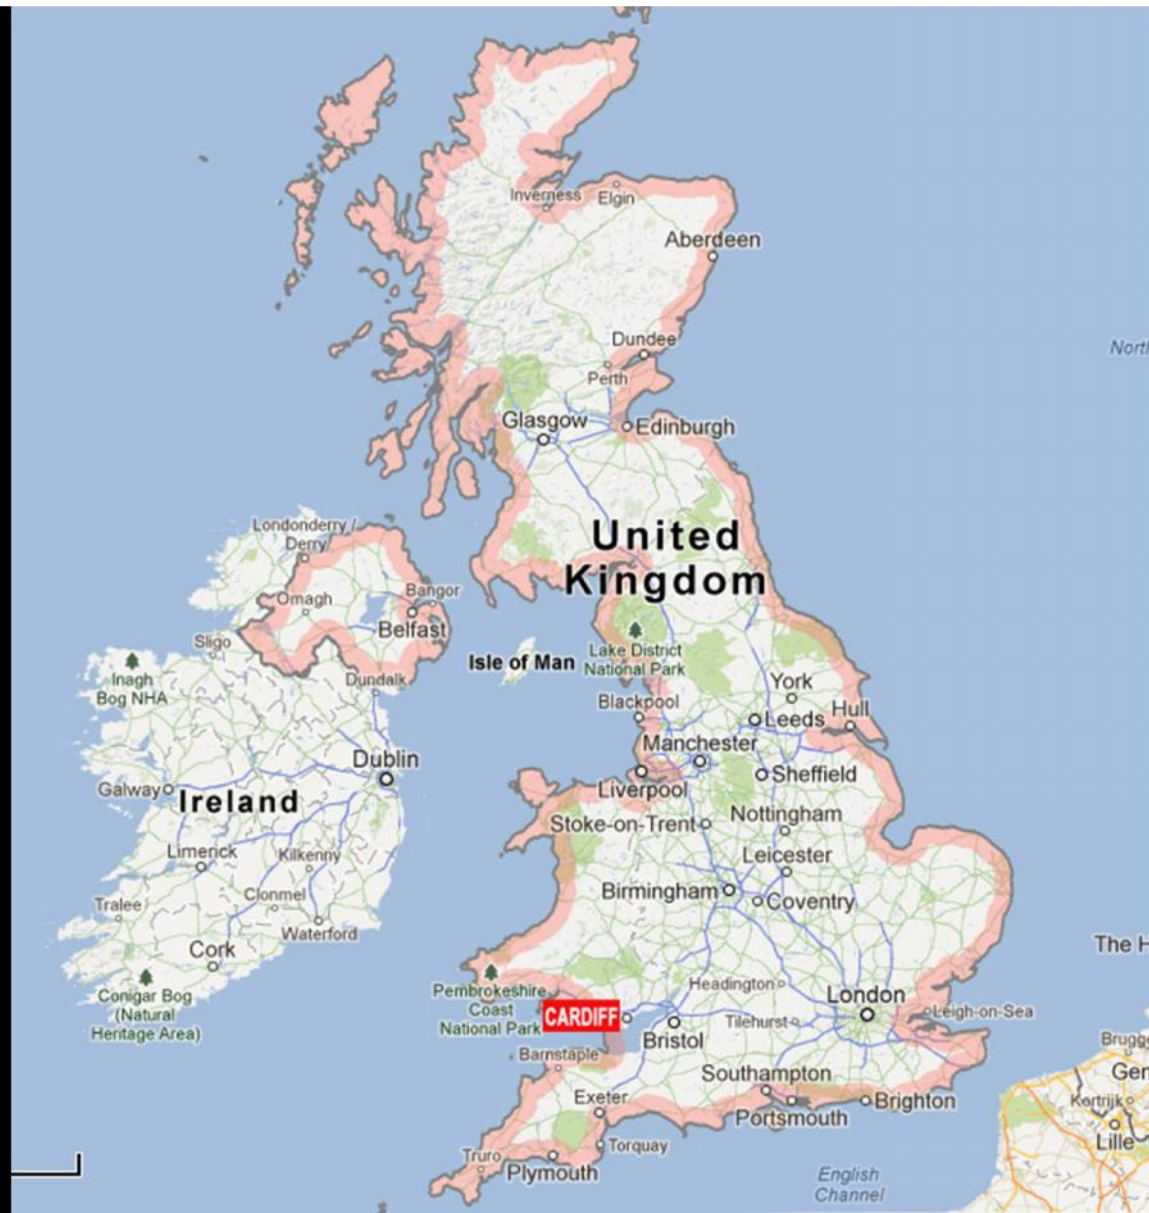 Inverness
Elgin
Aberdeen
Dundee
Perth
Glasgow
Edinburgh
North
Londonderry /
Derry
United
Kingdom
Omagh
Bangor
Belfast
Sligo
Isle of Man
Lake District
National Park
Inagh
Bog NHA
Dundalk
York
Blackpool
Leeds
Hull
Manchester
Dublin
Sheffield
Galway
Ireland
Liverpool
Nottingham
Stoke-on-Trent
Limerick
Kilkenny
Leicester
Birmingham
Coventry
Clonmel
Tralee
Waterford
Cork
The H
Pembrokeshire
Coast
National Park
Headington
London
Conigar Bog
(Natural
Heritage Area)
CARDIFF
Bristol
Tilehurst
Leigh-on-Sea
Barnstaple
Brugge
Southampton
Gen
Exeter
Portsmouth
Brighton
Kortrijk
Lille
Truro
Torquay
Plymouth
English
Channel